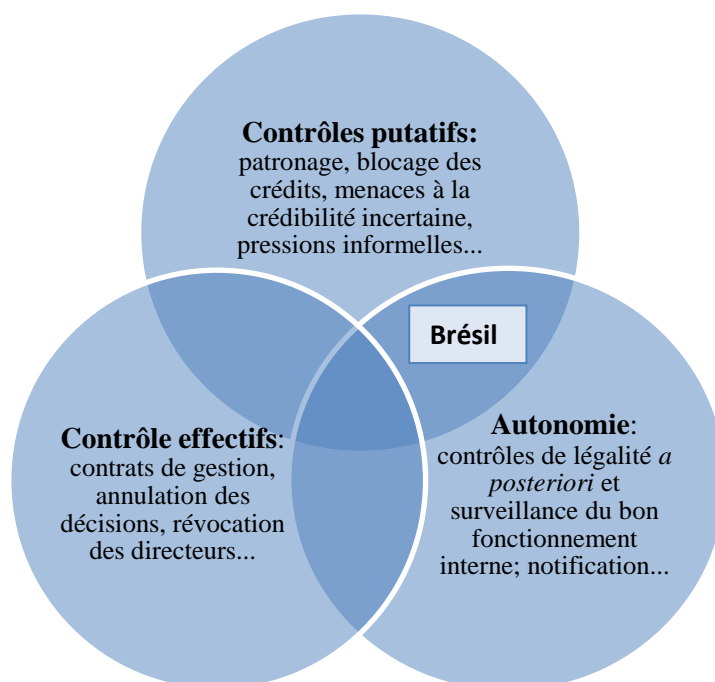 Contrôles putatifs:
patronage, blocage des
crédits, menaces à la
crédibilité incertaine,
pressions informelles...
Brésil
Contrôle effectifs:
contrats de gestion,
annulation des
décisions, révocation
des directeurs...
Autonomie:
contrôles de légalité a
posteriori et
surveillance du bon
fonctionnement
interne; notification...